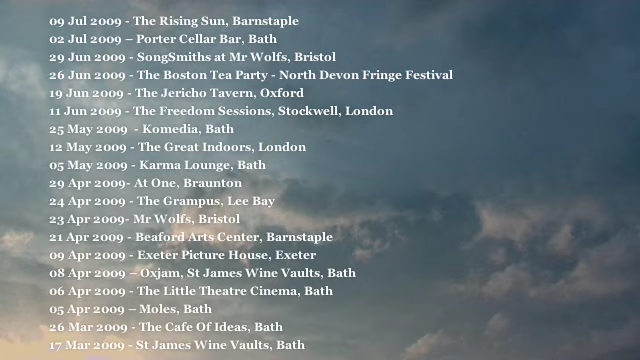 09 Jul 2009 - The Rising Sun, Barnstaple
02 Jul 2009 – Porter Cellar Bar, Bath
29 Jun 2009 - SongSmiths at Mr Wolfs, Bristol
26 Jun 2009 - The Boston Tea Party - North Devon Fringe Festival
19 Jun 2009 - The Jericho Tavern, Oxford
11 Jun 2009 - The Freedom Sessions, Stockwell, London
25 May 2009  - Komedia, Bath
12 May 2009 - The Great Indoors, London
05 May 2009 - Karma Lounge, Bath
29 Apr 2009- At One, Braunton
24 Apr 2009 - The Grampus, Lee Bay
23 Apr 2009- Mr Wolfs, Bristol
21 Apr 2009 - Beaford Arts Center, Barnstaple
09 Apr 2009 - Exeter Picture House, Exeter
08 Apr 2009 – Oxjam, St James Wine Vaults, Bath
06 Apr 2009 - The Little Theatre Cinema, Bath
05 Apr 2009 – Moles, Bath
26 Mar 2009 - The Cafe Of Ideas, Bath
17 Mar 2009 - St James Wine Vaults, Bath